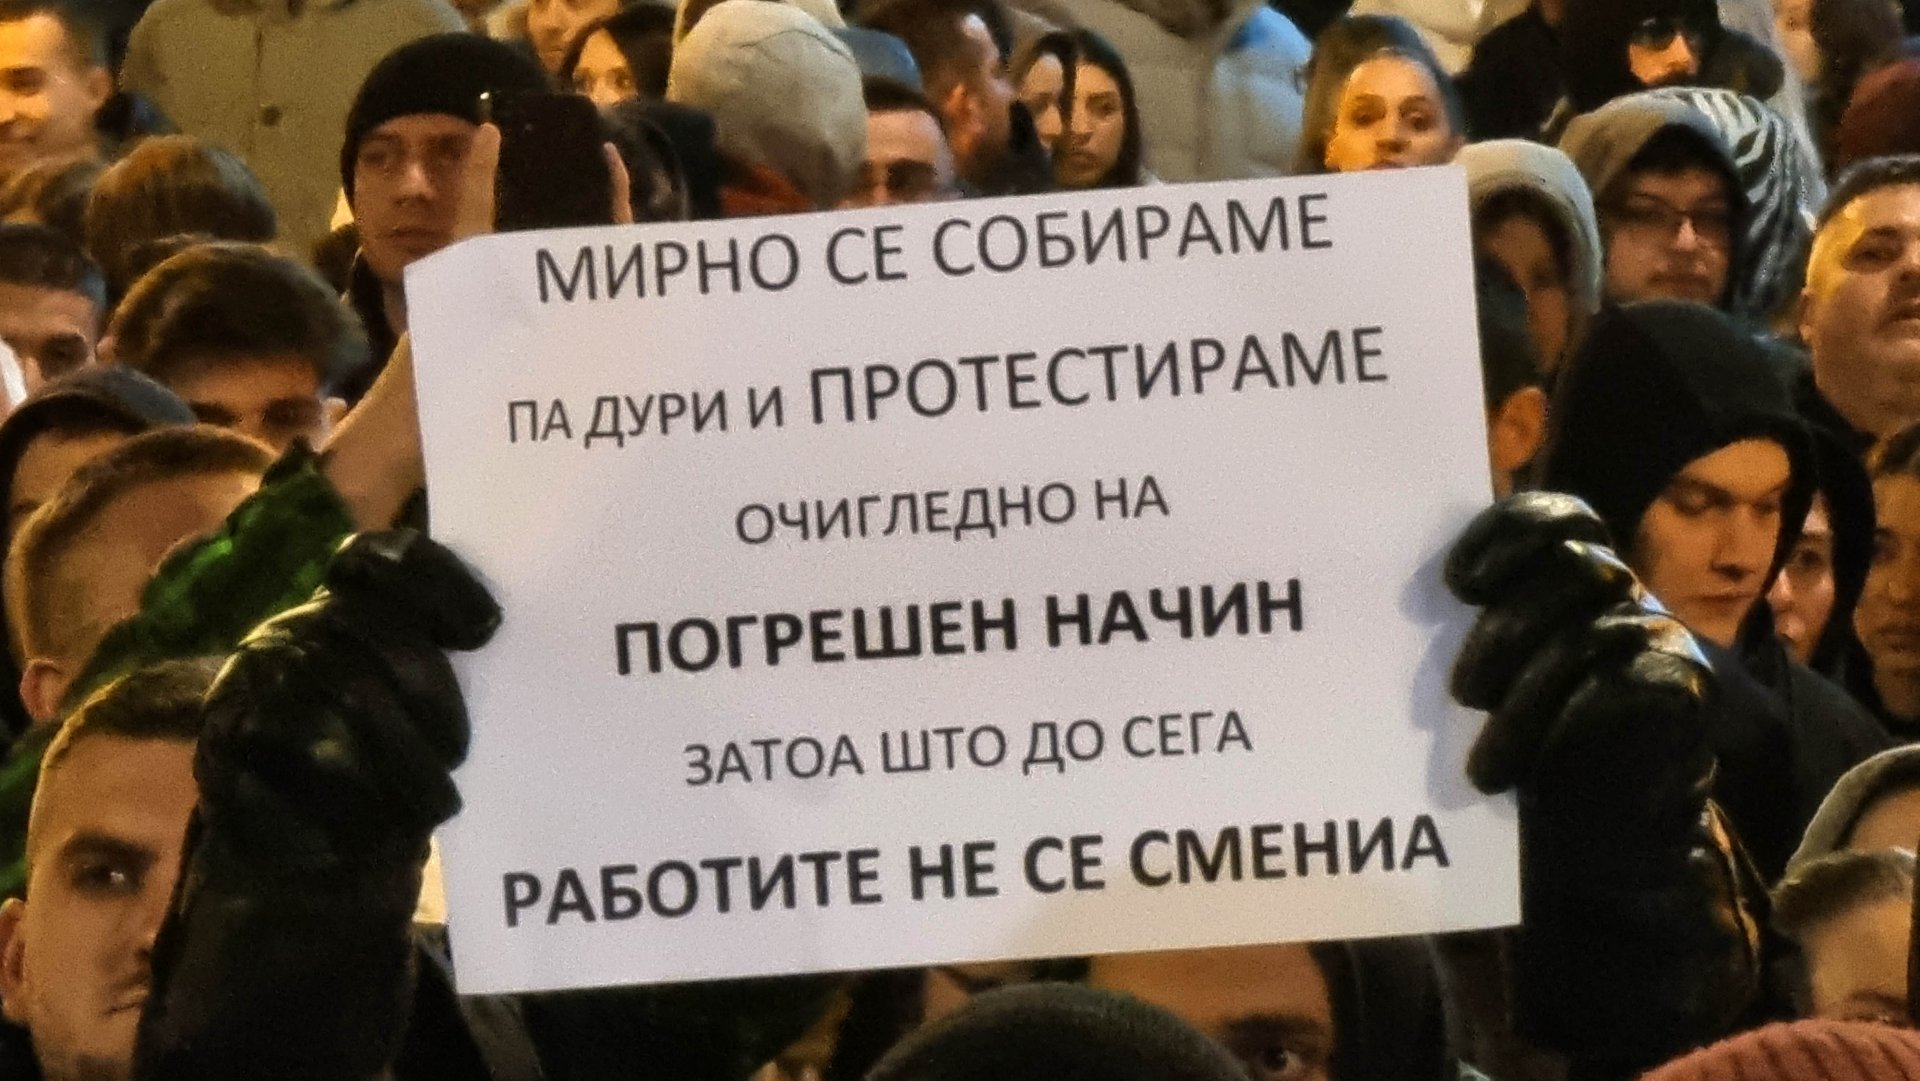 МИРНО СЕ СОБИРАМЕ
ПА ДУРИ И ПРОТЕСТИРАМЕ
ОЧИГЛЕДНО НА
ПОГРЕШЕН НАЧИН
ЗАТОА ШТО ДО СЕГА
РАБОТИТЕ НЕ СЕ СМЕНИА